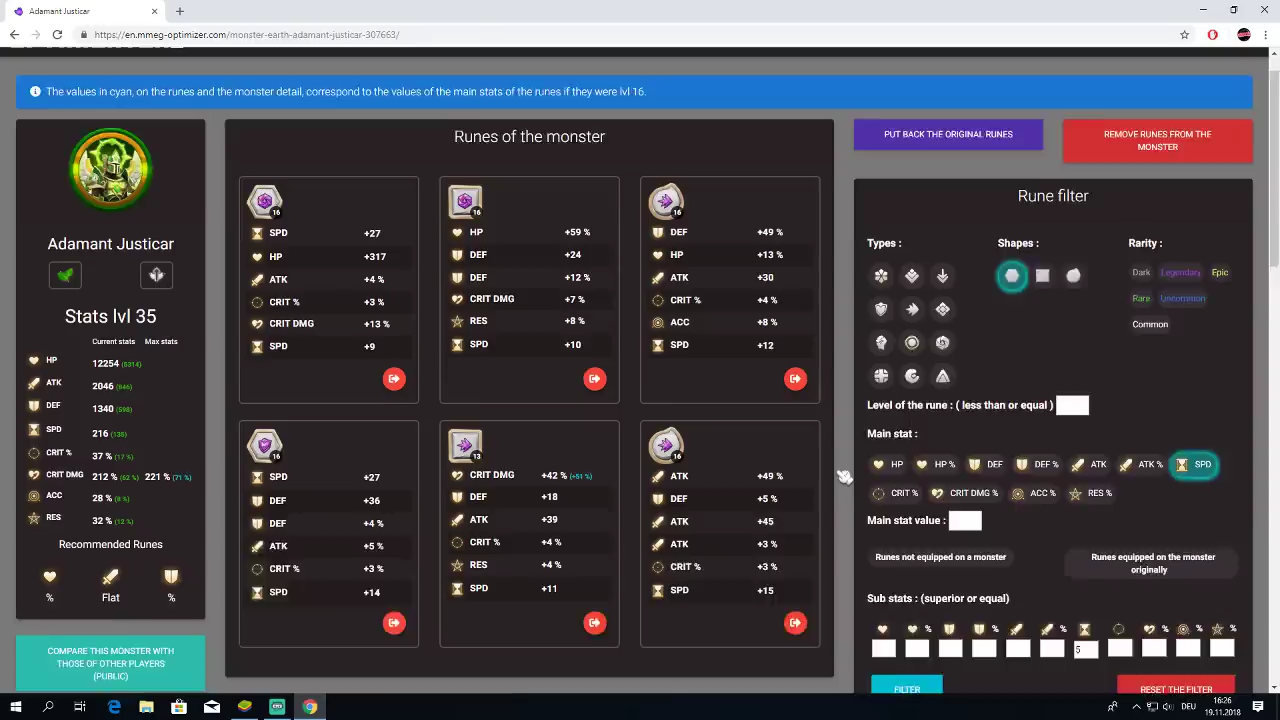 Adamant Justicar
https://en.mmeg-optimizer.com/monster-earth-adamant-justicar-307663/
The values in cyan, on the runes and the monster detail, correspond to the values of the main stats of the runes if they were lvl 16.
Adamant Justicar
Stats lvl 35
Current stats Max stats
HP 12254 (5314)
ATK 2046 (846)
DEF 1340 (598)
SPD 216 (135)
CRIT % 37 % (17 %)
CRIT DMG 212 % (62 %) 221 % (71 %)
ACC 28 % (8 %)
RES 32 % (12 %)
Recommended Runes
% Flat %
COMPARE THIS MONSTER WITH
THOSE OF OTHER PLAYERS
(PUBLIC)
Runes of the monster
16
SPD +27
HP +317
ATK +4 %
CRIT % +3 %
CRIT DMG +13 %
SPD +9
16
HP +59 %
DEF +24
DEF +12 %
CRIT DMG +7 %
RES +8 %
SPD +10
16
DEF +49 %
HP +13 %
ATK +30
CRIT % +4 %
ACC +8 %
SPD +12
16
SPD +27
DEF +36
DEF +4 %
ATK +5 %
CRIT % +3 %
SPD +14
13
CRIT DMG +42 % (+51%)
DEF +18
ATK +39
CRIT % +4 %
RES +4 %
SPD +11
16
ATK +49 %
DEF +5 %
ATK +45
ATK +3 %
CRIT % +3 %
SPD +15
PUT BACK THE ORIGINAL RUNES
REMOVE RUNES FROM THE
MONSTER
Rune filter
Types : Shapes : Rarity :
Dark Legendary Epic
Rare Uncommon
Common
Level of the rune : ( less than or equal )
Main stat :
HP HP % DEF DEF % ATK ATK % SPD
CRIT % CRIT DMG % ACC % RES %
Main stat value :
Runes not equipped on a monster
Runes equipped on the monster
originally
Sub stats : (superior or equal)
% % % % % %
5
FILTER
RESET THE FILTER
DEU
16:26
19.11.2018